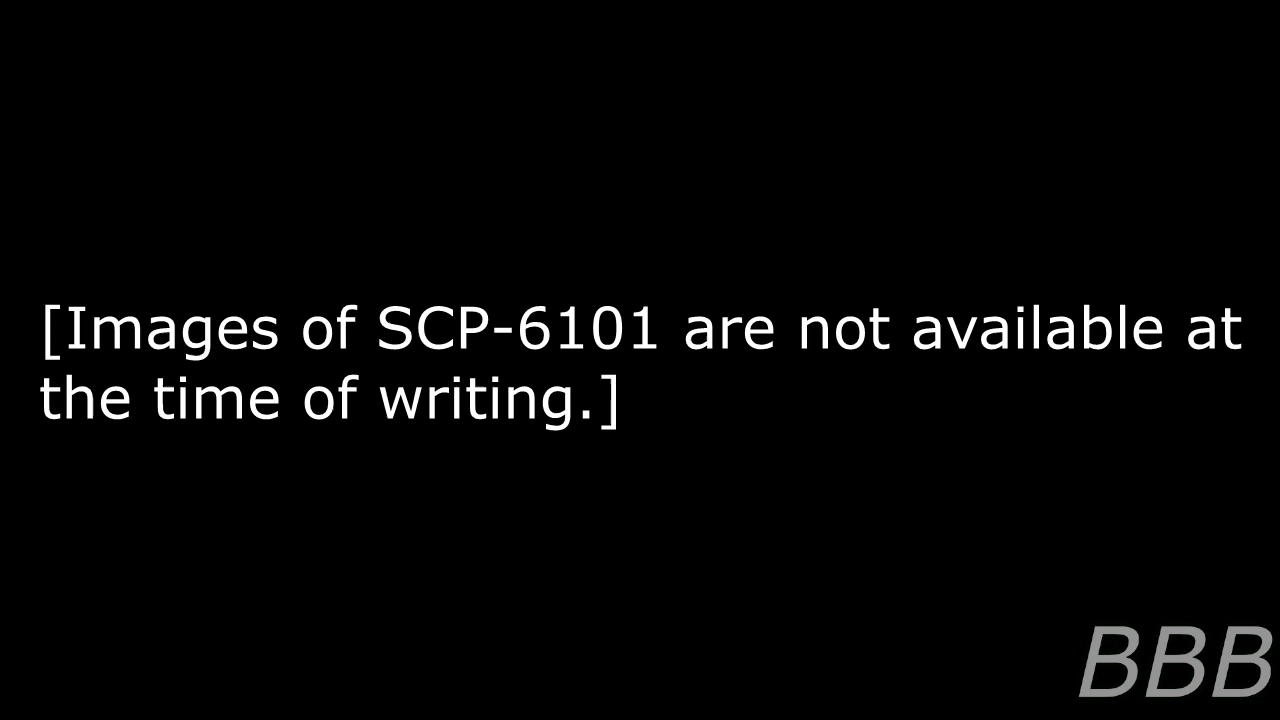 [Images of SCP-6101 are not available at
the time of writing.]
BBB